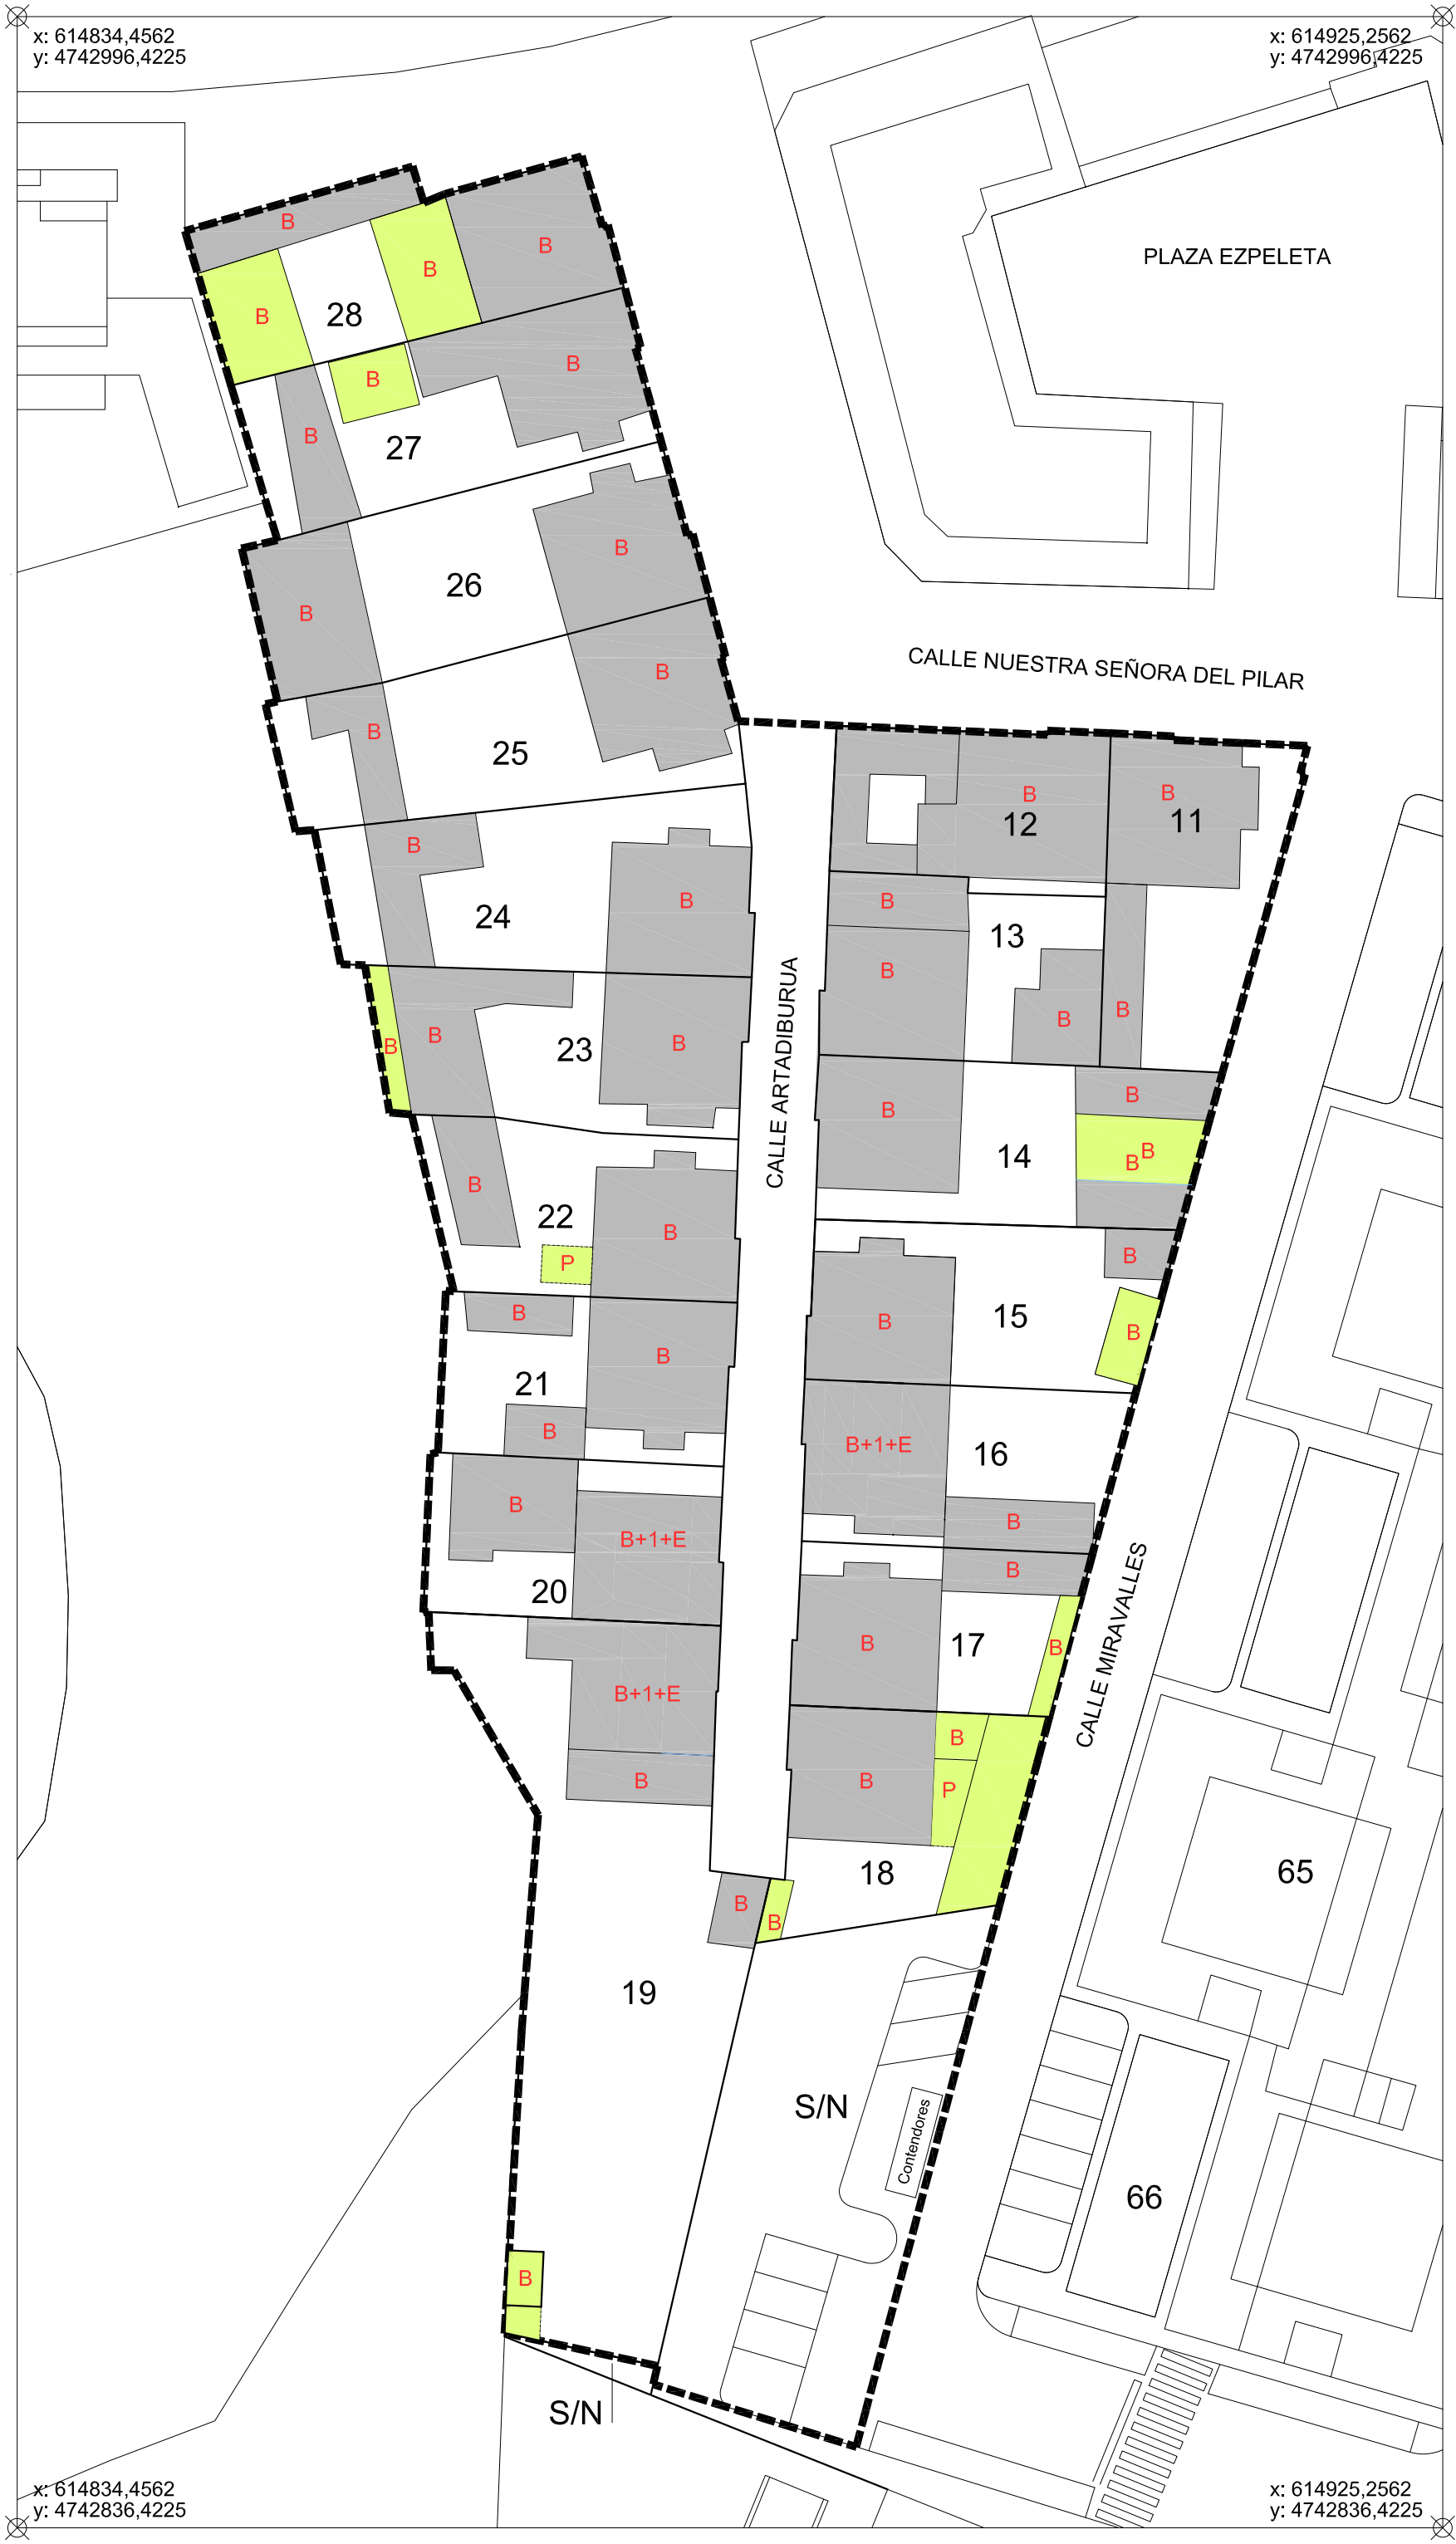 x: 614834,4562
y: 4742996,4225
x: 614925,2562
y: 4742996,4225
B
B
B
B
PLAZA EZPELETA
28
B
B
B
27
B
26
B
CALLE NUESTRA SEÑORA DEL PILAR
B
B
25
B
B
12
11
B
24
B
B
13
B
CALLE ARTADIBURUA
B
B
B
B
23
B
B
B
B
14
B
B
B
22
B
P
B
B
15
B
B
B
B
21
B
B+1+E
16
B
B+1+E
B
20
B
B
17
B
CALLE MIRAVALLES
B+1+E
B
B
B
P
18
65
B
B
19
S/N
Contendores
66
B
S/N
x: 614834,4562
y: 4742836,4225
x: 614925,2562
y: 4742836,4225